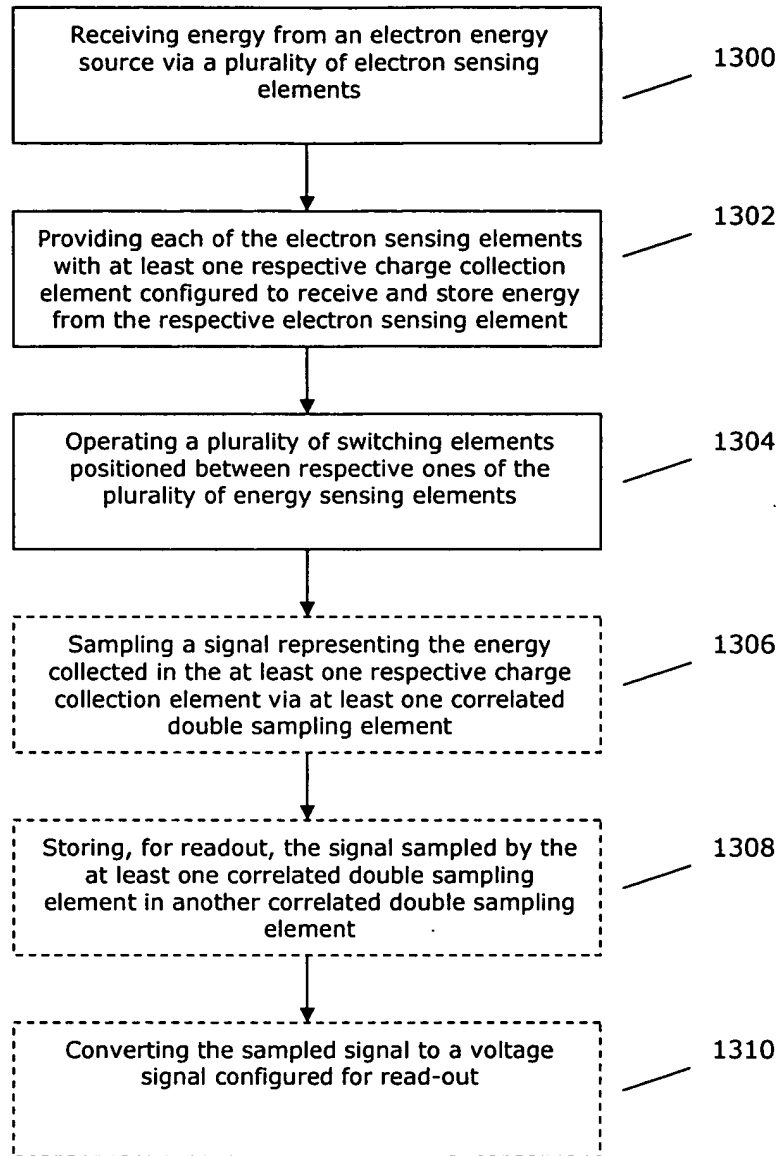 Receiving energy from an electron energy
source via a plurality of electron sensing
elements
1300
Providing each of the electron sensing elements
with at least one respective charge collection
element configured to receive and store energy
from the respective electron sensing element
1302
Operating a plurality of switching elements
positioned between respective ones of the
plurality of energy sensing elements
1304
Sampling a signal representing the energy
collected in the at least one respective charge
collection element via at least one correlated
double sampling element
1306
Storing, for readout, the signal sampled by the
at least one correlated double sampling
element in another correlated double sampling
element
1308
Converting the sampled signal to a voltage
signal configured for read-out
1310